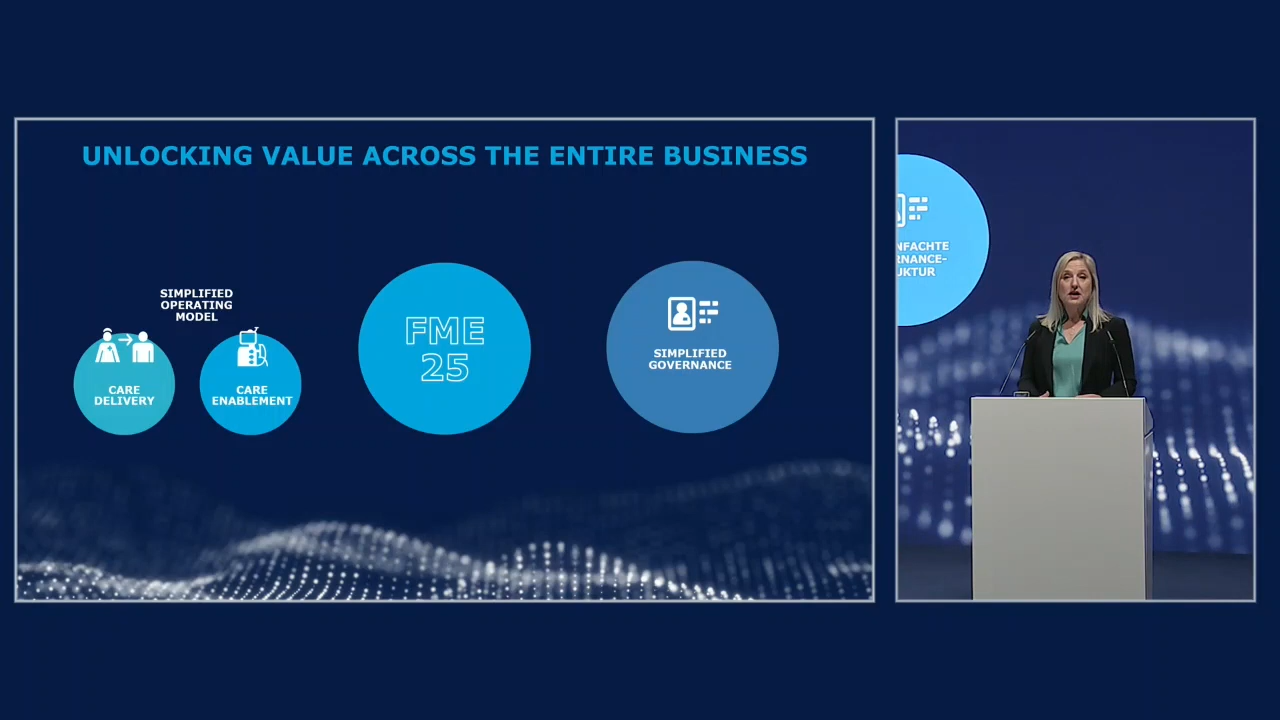 UNLOCKING VALUE ACROSS THE ENTIRE BUSINESS
SIMPLIFIED
OPERATING
MODEL
CARE
DELIVERY
CARE
ENABLEMENT
FME
25
SIMPLIFIED
GOVERNANCE
NFACHTE
RNANCE-
UKTUR